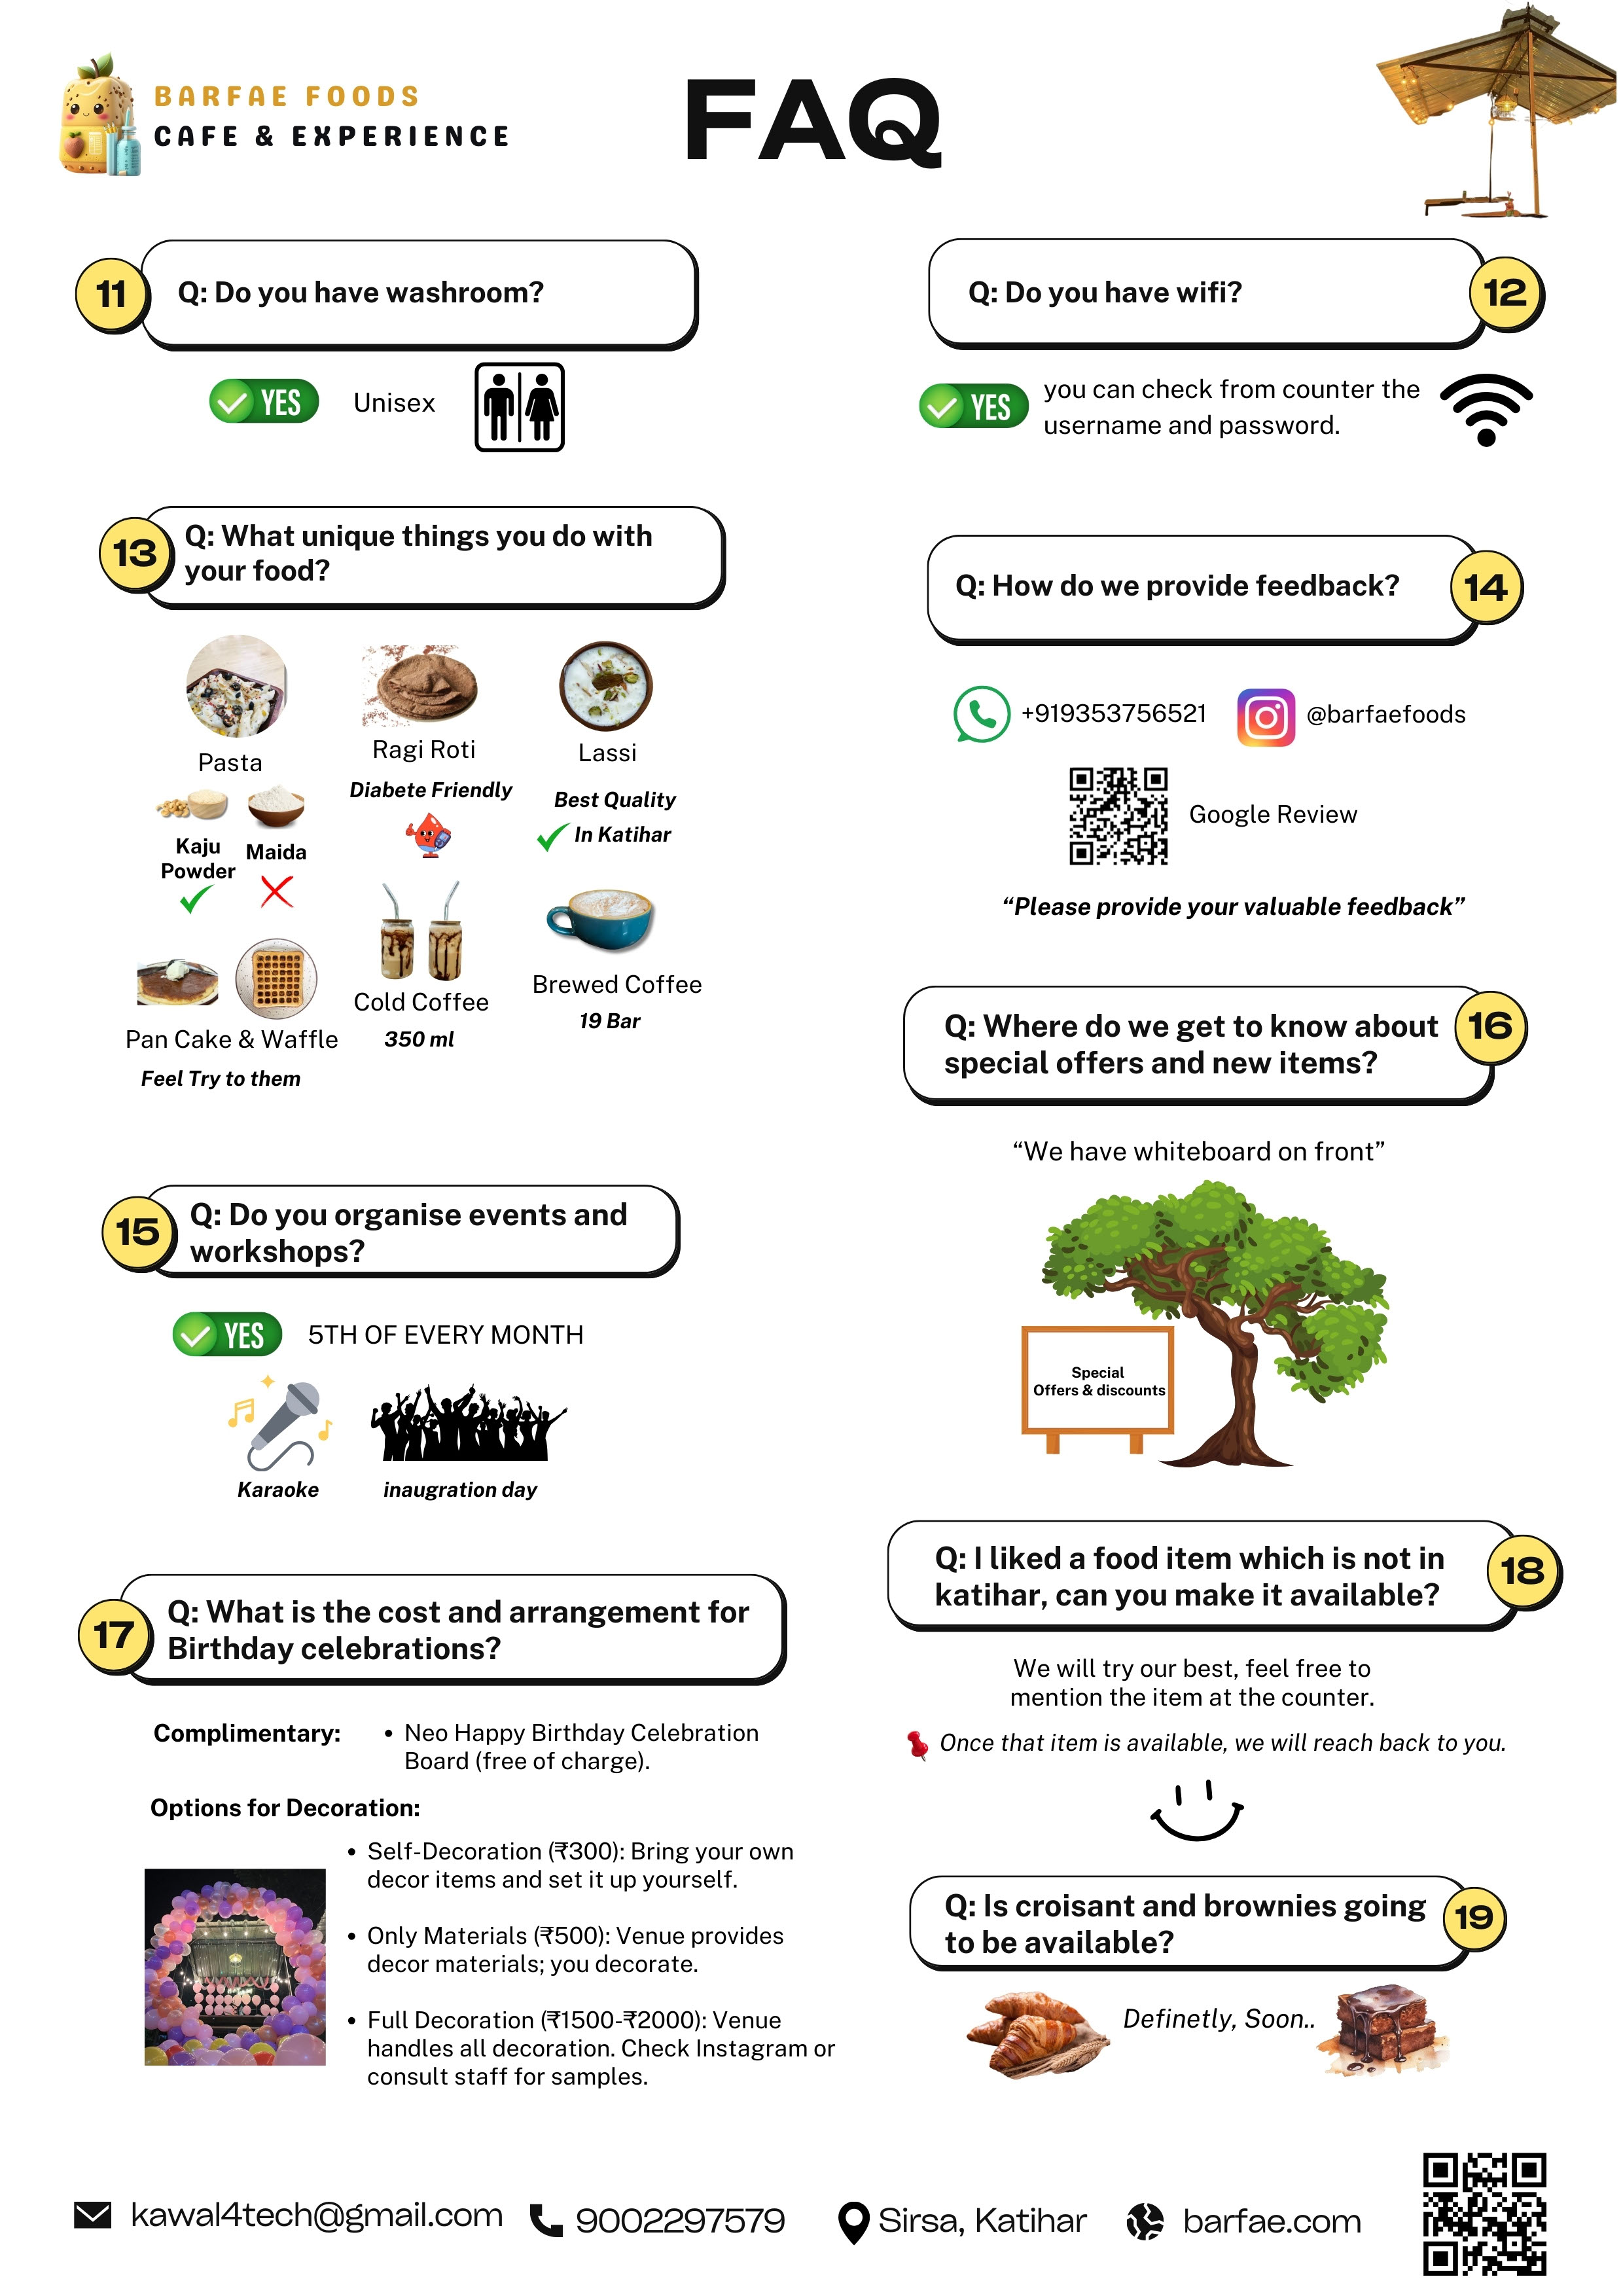 BARFAE FOODS
CAFE & EXPERIENCE
FAQ
11
Q: Do you have washroom?
YES
Unisex
Q: Do you have wifi?
12
YES
you can check from counter the
username and password.
13
Q: What unique things you do with
your food?
Pasta
Kaju
Powder
Maida
Ragi Roti
Diabete Friendly
Lassi
Best Quality
In Katihar
Pan Cake & Waffle
Feel Try to them
Cold Coffee
350 ml
Brewed Coffee
19 Bar
Q: How do we provide feedback?
14
+919353756521
@barfaefoods
Google Review
“Please provide your valuable feedback”
15
Q: Do you organise events and
workshops?
YES
5TH OF EVERY MONTH
Karaoke
inaugration day
Q: Where do we get to know about
special offers and new items?
16
“We have whiteboard on front”
Special
Offers & discounts
17
Q: What is the cost and arrangement for
Birthday celebrations?
Complimentary:
• Neo Happy Birthday Celebration
Board (free of charge).
Options for Decoration:
• Self-Decoration (₹300): Bring your own
decor items and set it up yourself.
• Only Materials (₹500): Venue provides
decor materials; you decorate.
• Full Decoration (₹1500-₹2000): Venue
handles all decoration. Check Instagram or
consult staff for samples.
Q: I liked a food item which is not in
katihar, can you make it available?
18
We will try our best, feel free to
mention the item at the counter.
Once that item is available, we will reach back to you.
Q: Is croisant and brownies going
to be available?
19
Definetly, Soon..
kawal4tech@gmail.com
9002297579
Sirsa, Katihar
barfae.com